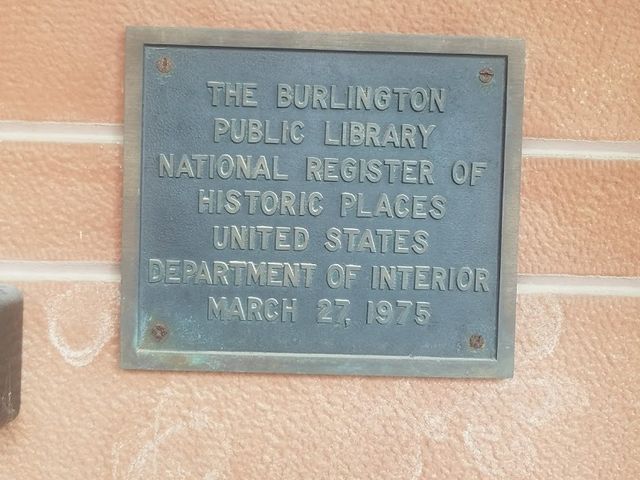 THE BURLINGTON
PUBLIC LIBRARY
NATIONAL REGISTER OF
HISTORIC PLACES
UNITED STATES
DEPARTMENT OF INTERIOR
MARCH 27, 1975